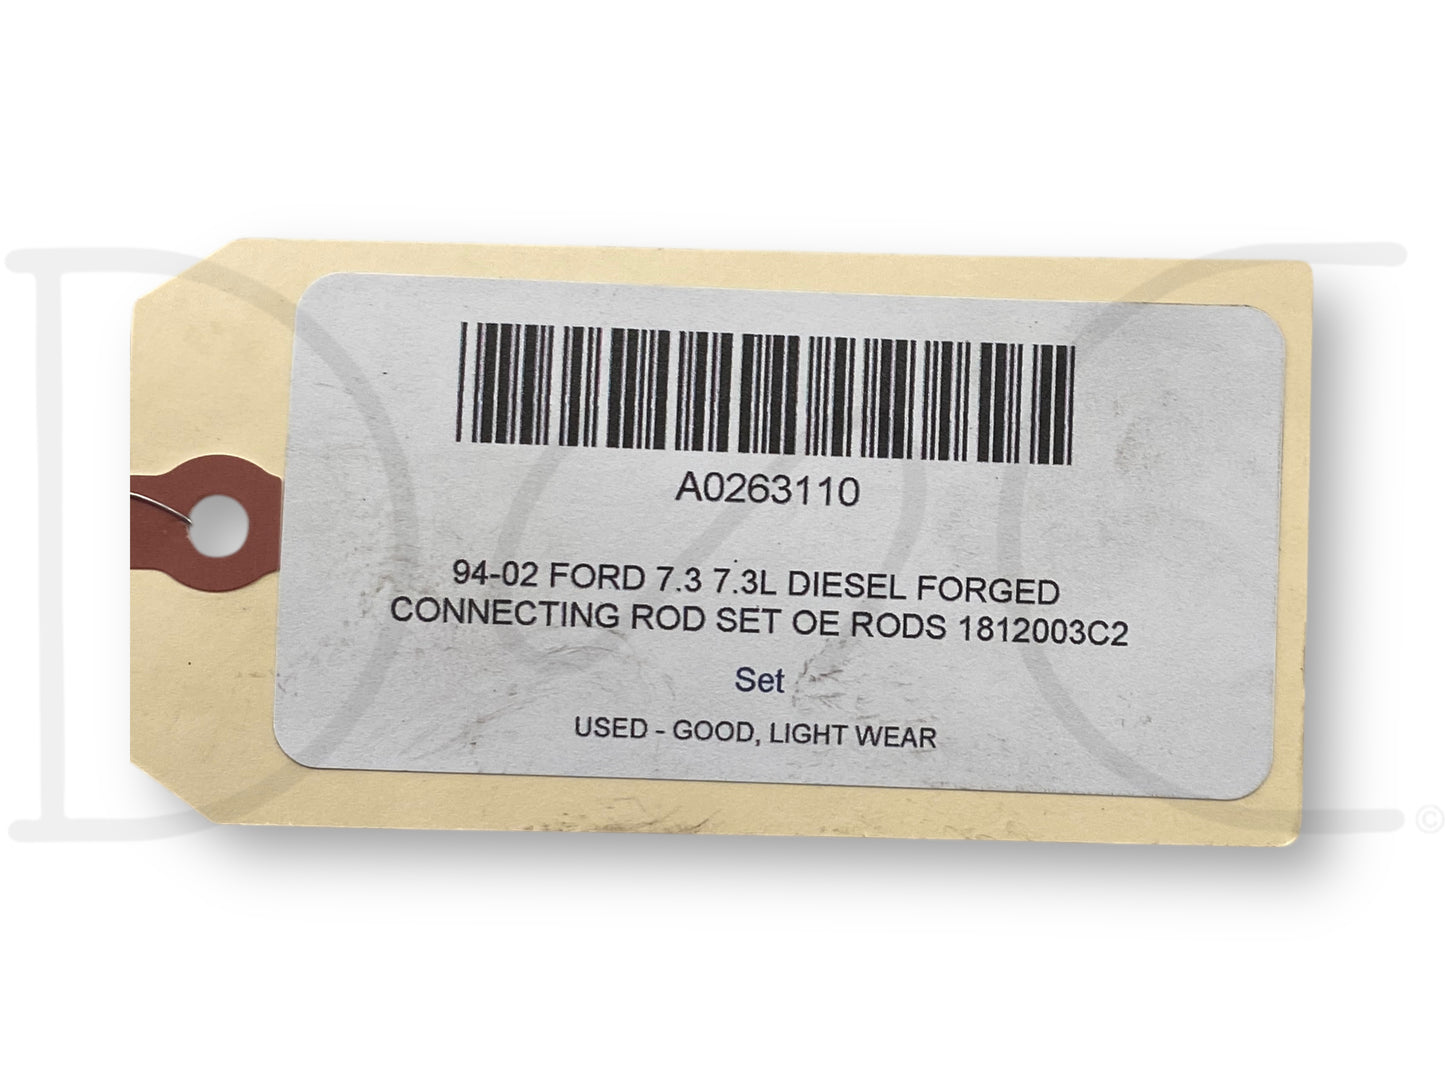 A0263110
94-02 FORD 7.3 7.3L DIESEL FORGED
CONNECTING ROD SET OE RODS 1812003C2
Set
USED - GOOD, LIGHT WEAR
©